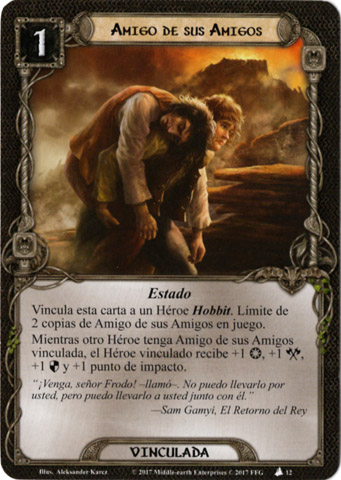 1
Amigo de sus Amigos
Estado
Vincula esta carta a un Héroe Hobbit. Límite de
2 copias de Amigo de sus Amigos en juego.
Mientras otro Héroe tenga Amigo de sus Amigos
vinculada, el Héroe vinculado recibe +1 , +1 ,
+1 y +1 punto de impacto.
“¡Venga, señor Frodo! –llamó–. No puedo llevarlo por
usted, pero puedo llevarlo a usted junto con él.”
—Sam Gamyi, El Retorno del Rey
VINCULADA
Illus. Aleksander Karcz © 2017 Middle-earth Enterprises © 2017 FFG 12